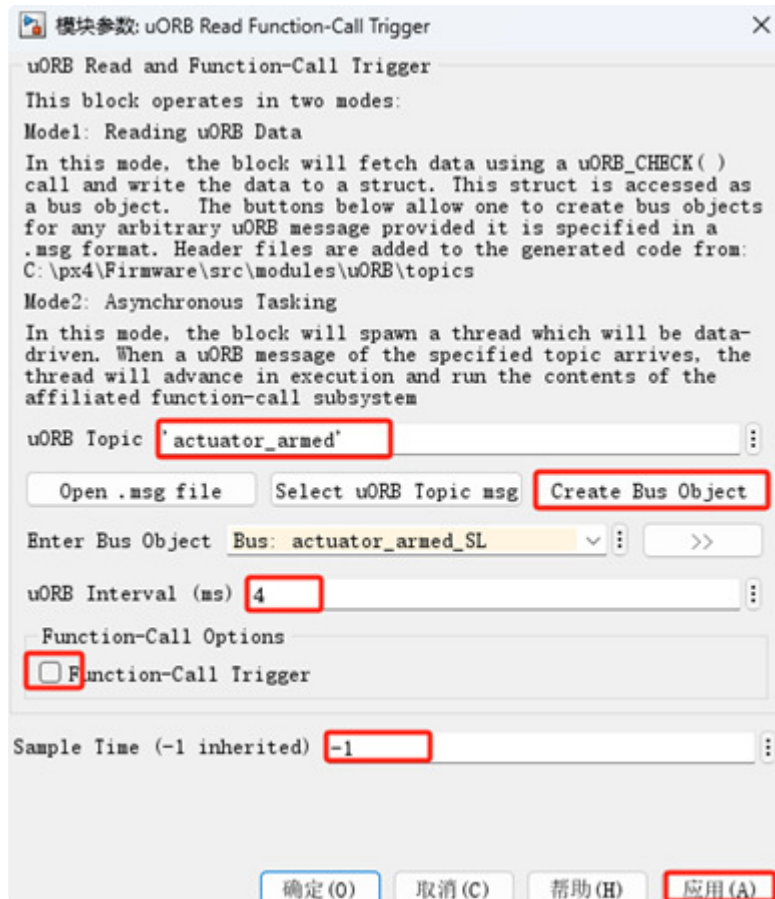 模块参数: uORB Read Function-Call Trigger
uORB Read and Function-Call Trigger
This block operates in two modes:
Mode1: Reading uORB Data
In this mode, the block will fetch data using a uORB_CHECK( )
call and write the data to a struct. This struct is accessed as
a bus object. The buttons below allow one to create bus objects
for any arbitrary uORB message provided it is specified in a
.msg format. Header files are added to the generated code from:
C:\px4\Firmware\src\modules\uORB\topics
Mode2: Asynchronous Tasking
In this mode, the block will spawn a thread which will be data-
driven. When a uORB message of the specified topic arrives, the
thread will advance in execution and run the contents of the
affiliated function-call subsystem
uORB Topic 'actuator_armed'
Open .msg file Select uORB Topic msg Create Bus Object
Enter Bus Object Bus: actuator_armed_SL >>
uORB Interval (ms) 4
Function-Call Options
Function-Call Trigger
Sample Time (-1 inherited) -1
确定(O) 取消(C) 帮助(H) 应用(A)